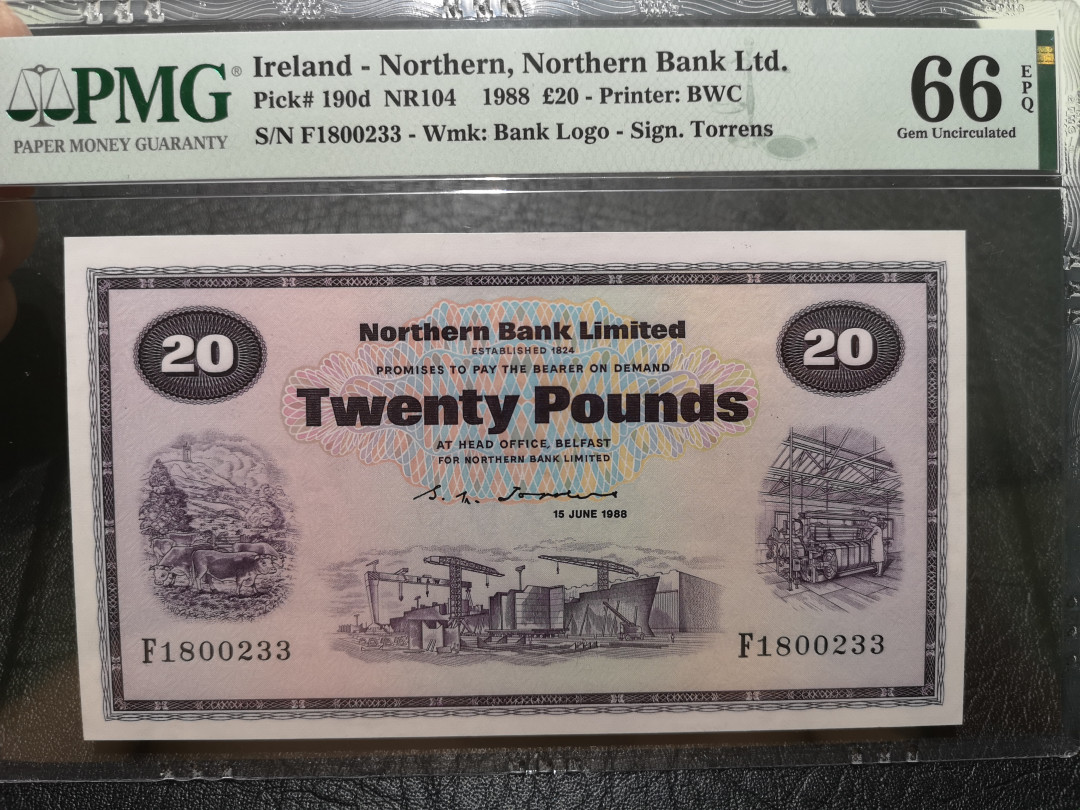 PMG®
PAPER MONEY GUARANTY
Ireland - Northern, Northern Bank Ltd.
Pick# 190d NR104 1988 £20 - Printer: BWC
S/N F1800233 - Wmk: Bank Logo - Sign. Torrens
66
EPQ
Gem Uncirculated
20
20
Northern Bank Limited
ESTABLISHED 1824
PROMISES TO PAY THE BEARER ON DEMAND
Twenty Pounds
AT HEAD OFFICE, BELFAST
FOR NORTHERN BANK LIMITED
15 JUNE 1988
F1800233
F1800233